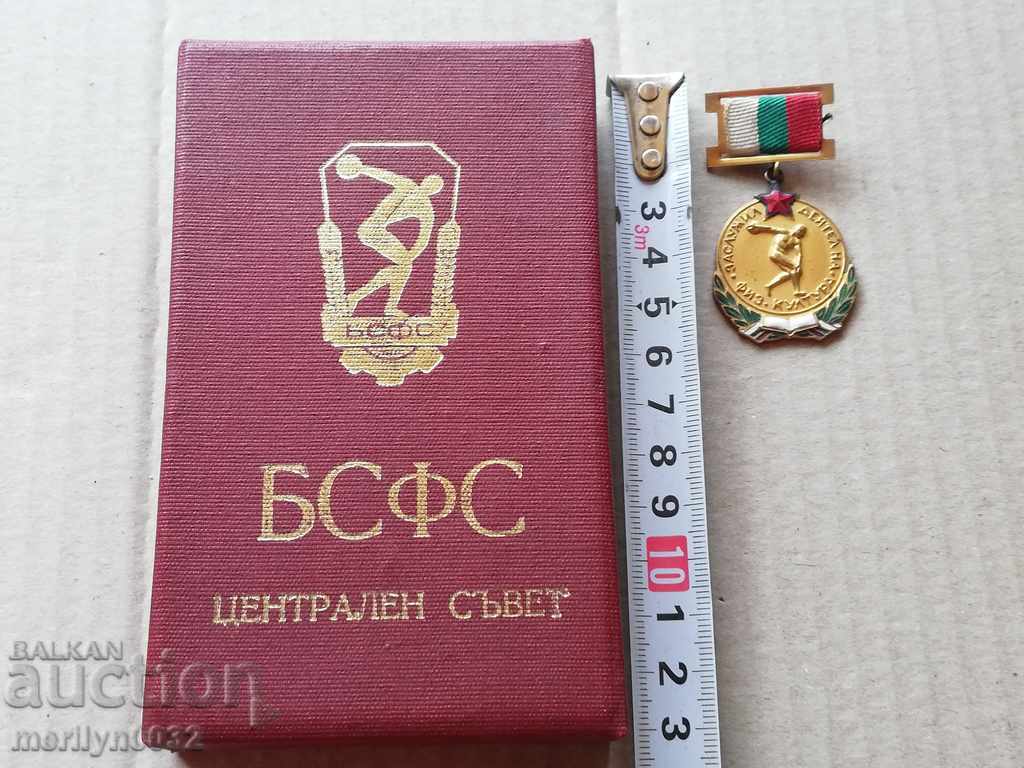 БСФС
БСФС
ЦЕНТРАЛЕН СЪВЕТ
3
3m
4
5
6
7
8
9
10
1
2
3
ЗАСЛУЖИЛ ДЕЯТЕЛ НА
ФИЗ. КУЛТУРА
BALKAN
auction
merilyn0032